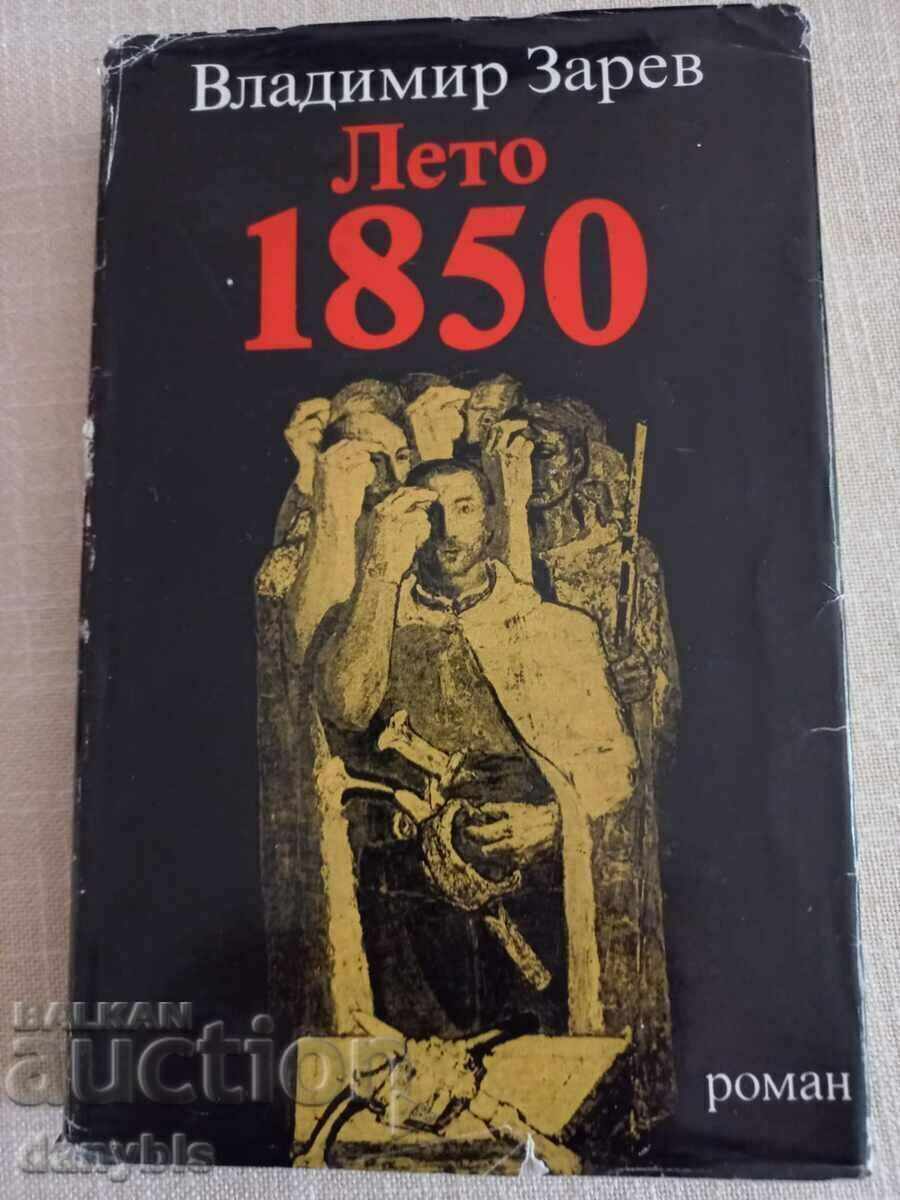 Владимир Зарев
Лето
1850
роман
BALKAN
auction
danybls